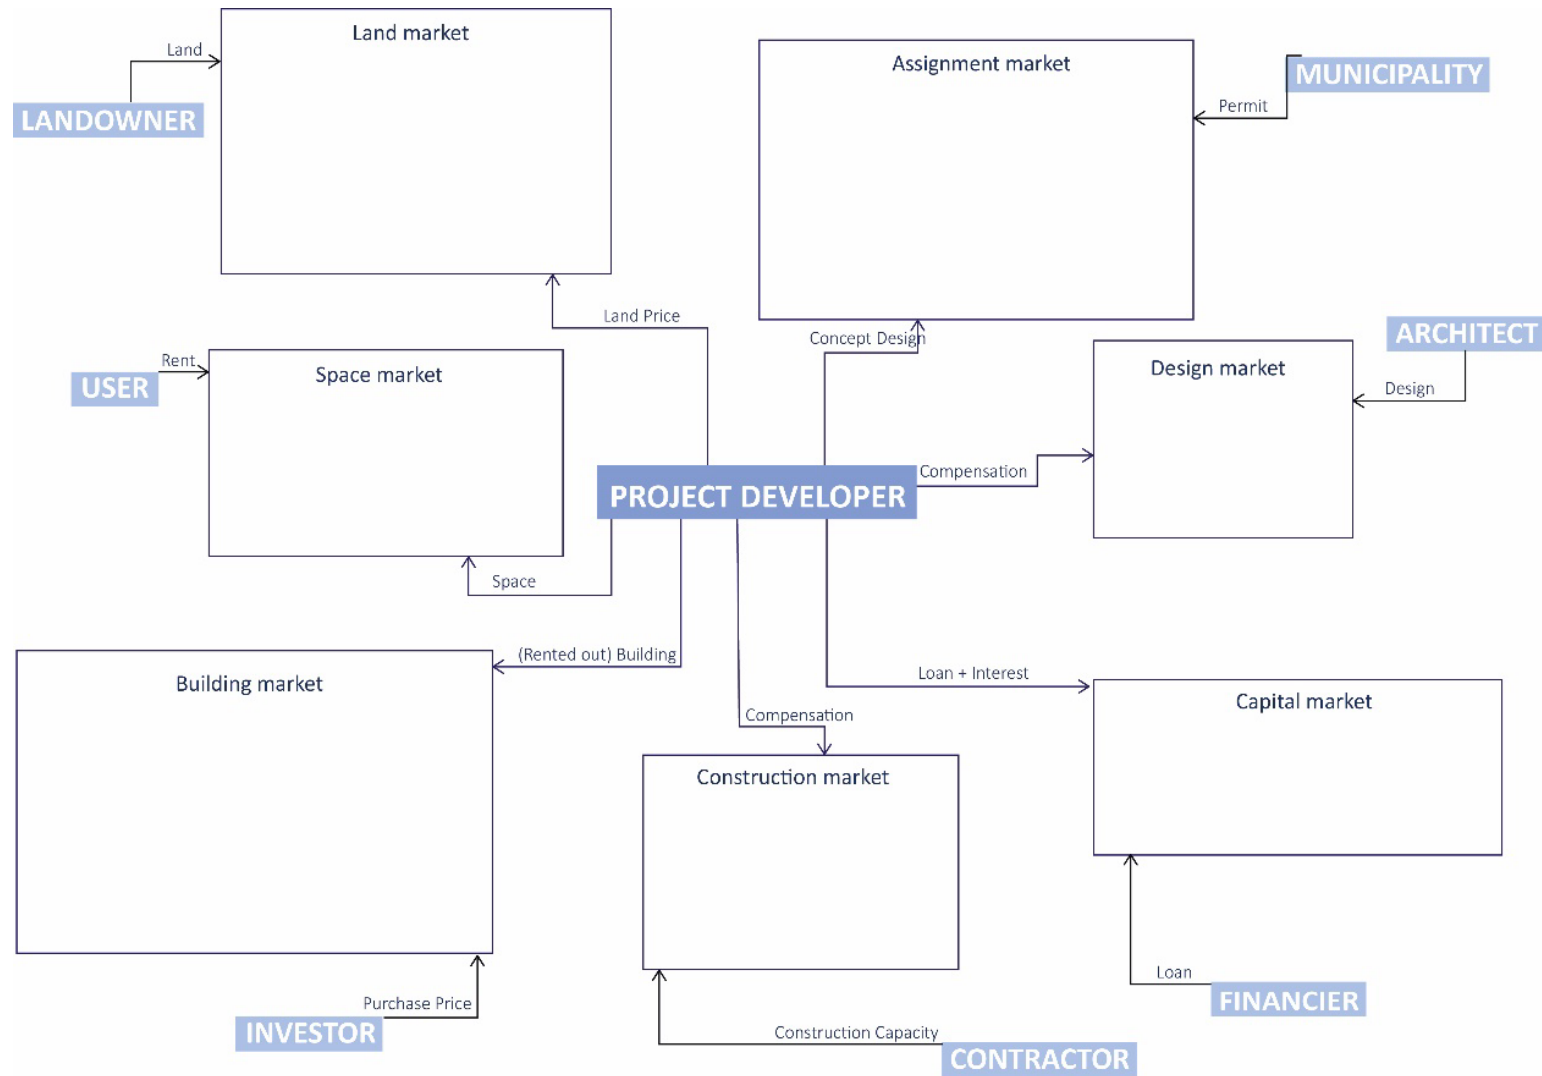 Land market
Land
LANDOWNER
Assignment market
MUNICIPALITY
Permit
Land Price
Concept Design
ARCHITECT
Rent
USER
Space market
Design market
Design
Compensation
PROJECT DEVELOPER
Space
(Rented out) Building
Building market
Loan + Interest
Capital market
Compensation
Construction market
Loan
FINANCIER
Purchase Price
INVESTOR
Construction Capacity
CONTRACTOR